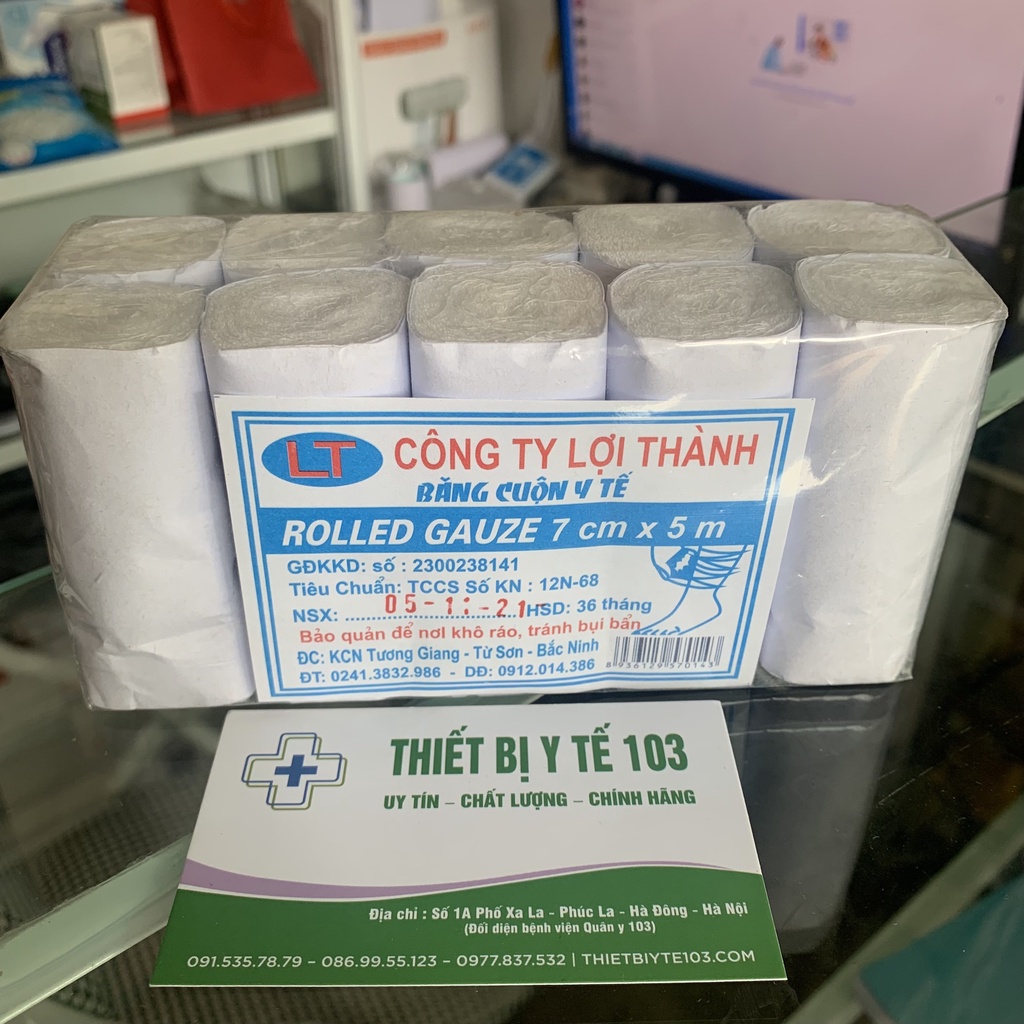 LT
CÔNG TY LỢI THÀNH
BĂNG CUỘN Y TẾ
ROLLED GAUZE 7 cm x 5 m
GĐKKD: số : 2300238141
Tiêu Chuẩn: TCCS Số KN : 12N-68
NSX: 05-11-21 HSD: 36 tháng
Bảo quản để nơi khô ráo, tránh bụi bẩn
ĐC: KCN Tương Giang - Từ Sơn - Bắc Ninh
ĐT: 0241.3832.986 - DĐ: 0912.014.386
8936129570143
THIẾT BỊ Y TẾ 103
UY TÍN – CHẤT LƯỢNG – CHÍNH HÃNG
Địa chỉ : Số 1A Phố Xa La - Phúc La - Hà Đông - Hà Nội
(Đối diện bệnh viện Quân y 103)
091.535.78.79 – 086.99.55.123 – 0977.837.532 | THIETBIYTE103.COM